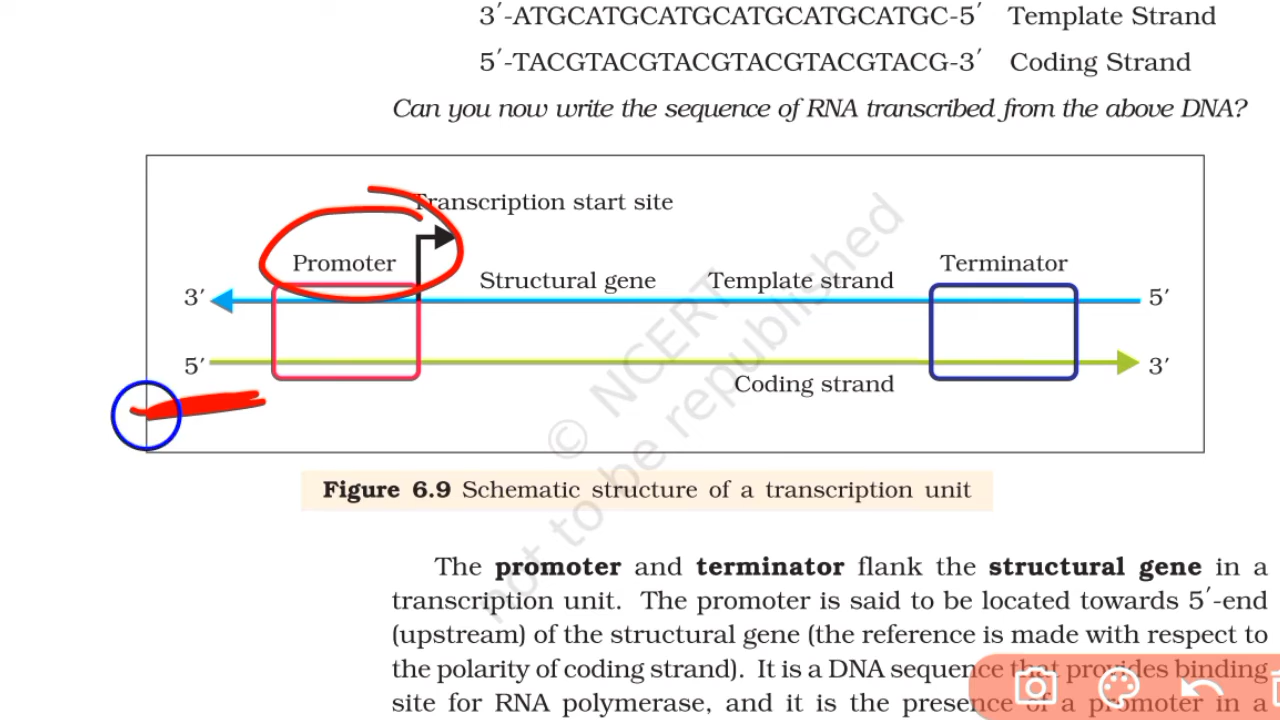 3′-ATGCATGCATGCATGCATGCATGC-5′ Template Strand
5′-TACGTACGTACGTACGTACGTACG-3′ Coding Strand
Can you now write the sequence of RNA transcribed from the above DNA?
Transcription start site
Promoter
Structural gene
Template strand
Terminator
3′
5′
5′
3′
Coding strand
© NCERT
not to be republished
Figure 6.9 Schematic structure of a transcription unit
The promoter and terminator flank the structural gene in a
transcription unit. The promoter is said to be located towards 5′-end
(upstream) of the structural gene (the reference is made with respect to
the polarity of coding strand). It is a DNA sequence that provides binding
site for RNA polymerase, and it is the presence of a promoter in a